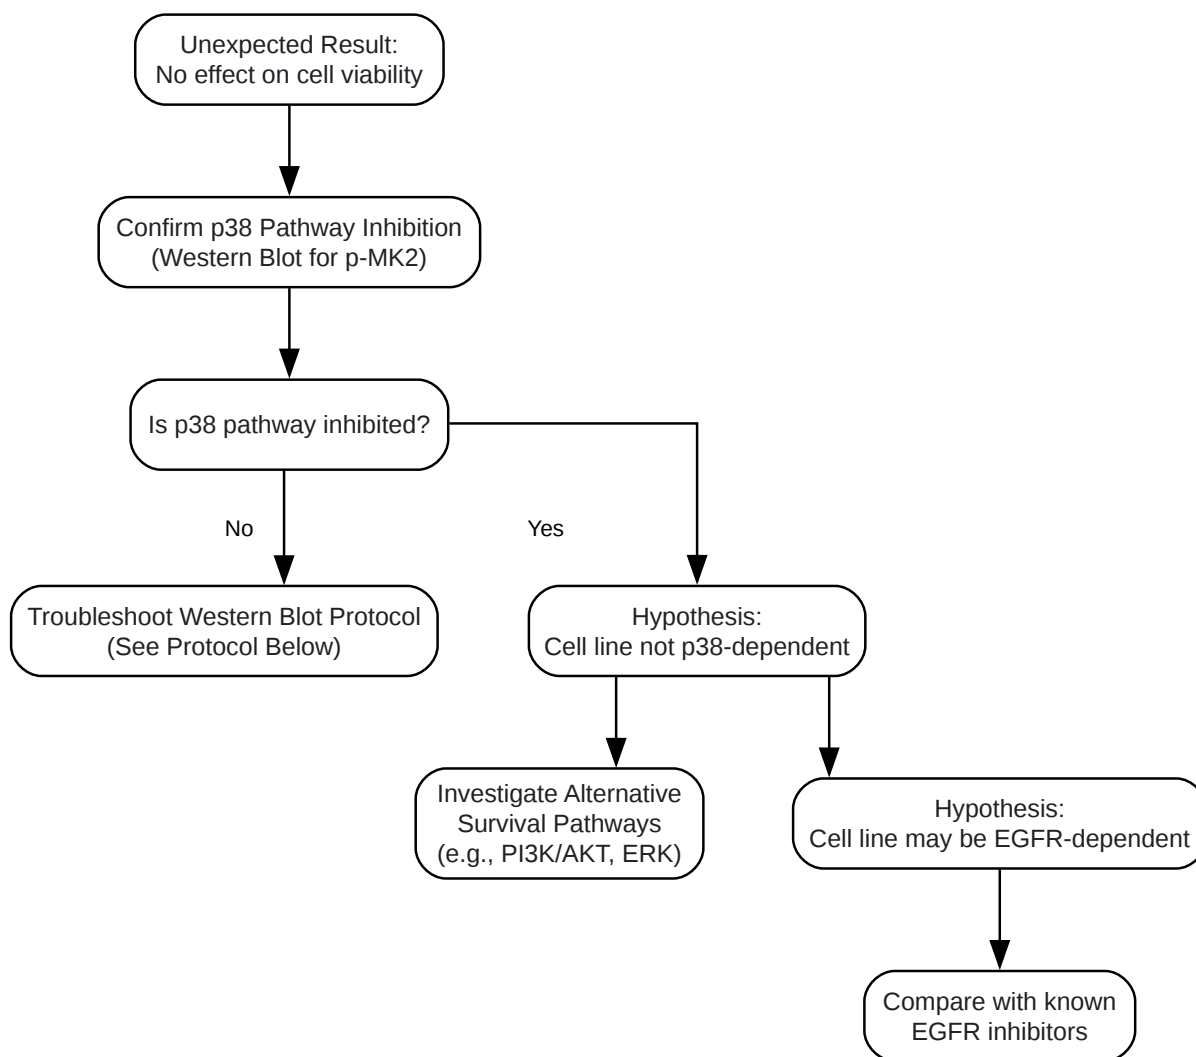 Unexpected Result:
No effect on cell viability
Confirm p38 Pathway Inhibition
(Western Blot for p-MK2)
Is p38 pathway inhibited?
No
Yes
Troubleshoot Western Blot Protocol
(See Protocol Below)
Hypothesis:
Cell line not p38-dependent
Investigate Alternative
Survival Pathways
(e.g., PI3K/AKT, ERK)
Hypothesis:
Cell line may be EGFR-dependent
Compare with known
EGFR inhibitors